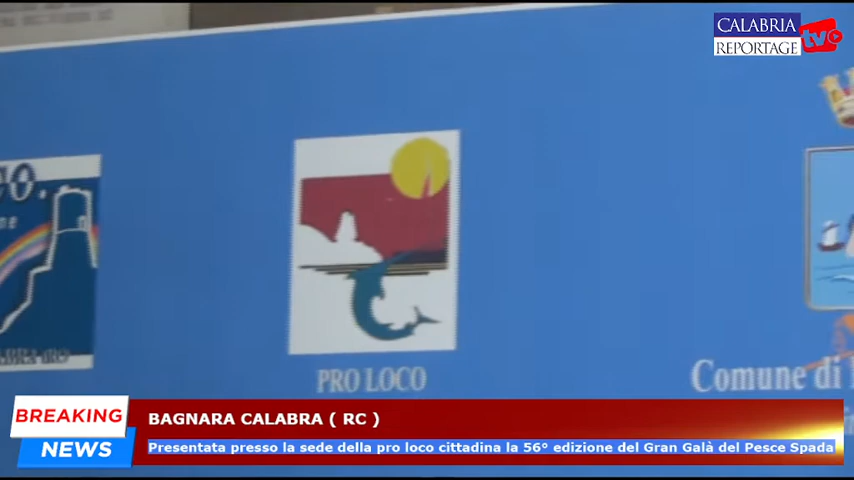 CALABRIA
REPORTAGE tv
CO.
PRO LOCO
Comune di
BREAKING
NEWS
BAGNARA CALABRA ( RC )
Presentata presso la sede della pro loco cittadina la 56° edizione del Gran Galà del Pesce Spada